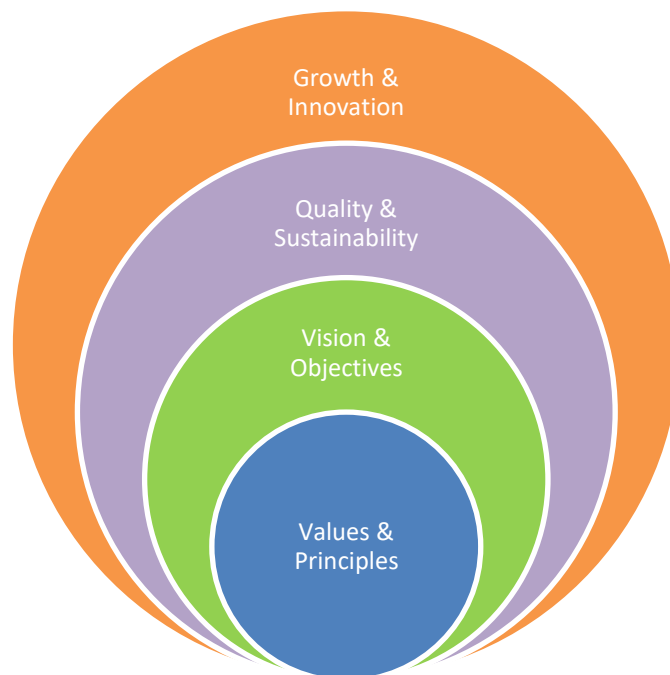 Growth &
Innovation
Quality &
Sustainability
Vision &
Objectives
Values &
Principles